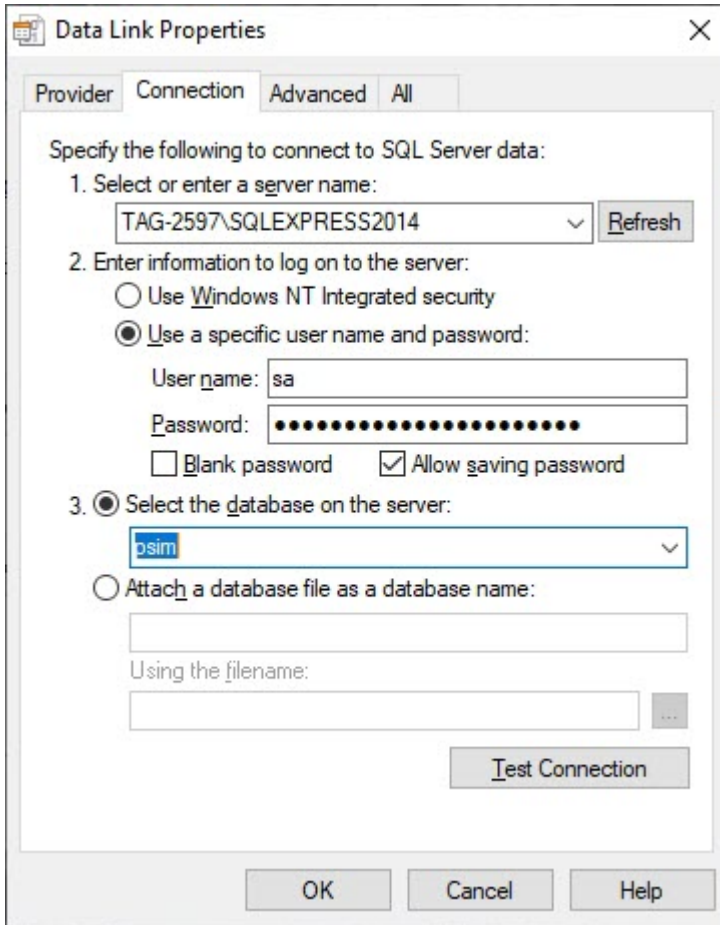 Data Link Properties
Provider Connection Advanced All
Specify the following to connect to SQL Server data:
1. Select or enter a server name:
TAG-2597\SQLEXPRESS2014 Refresh
2. Enter information to log on to the server:
Use Windows NT Integrated security
Use a specific user name and password:
User name: sa
Password: ●●●●●●●●●●●●●●●●●●●●●●
Blank password Allow saving password
3. Select the database on the server:
osim
Attach a database file as a database name:
Using the filename:
...
Test Connection
OK Cancel Help